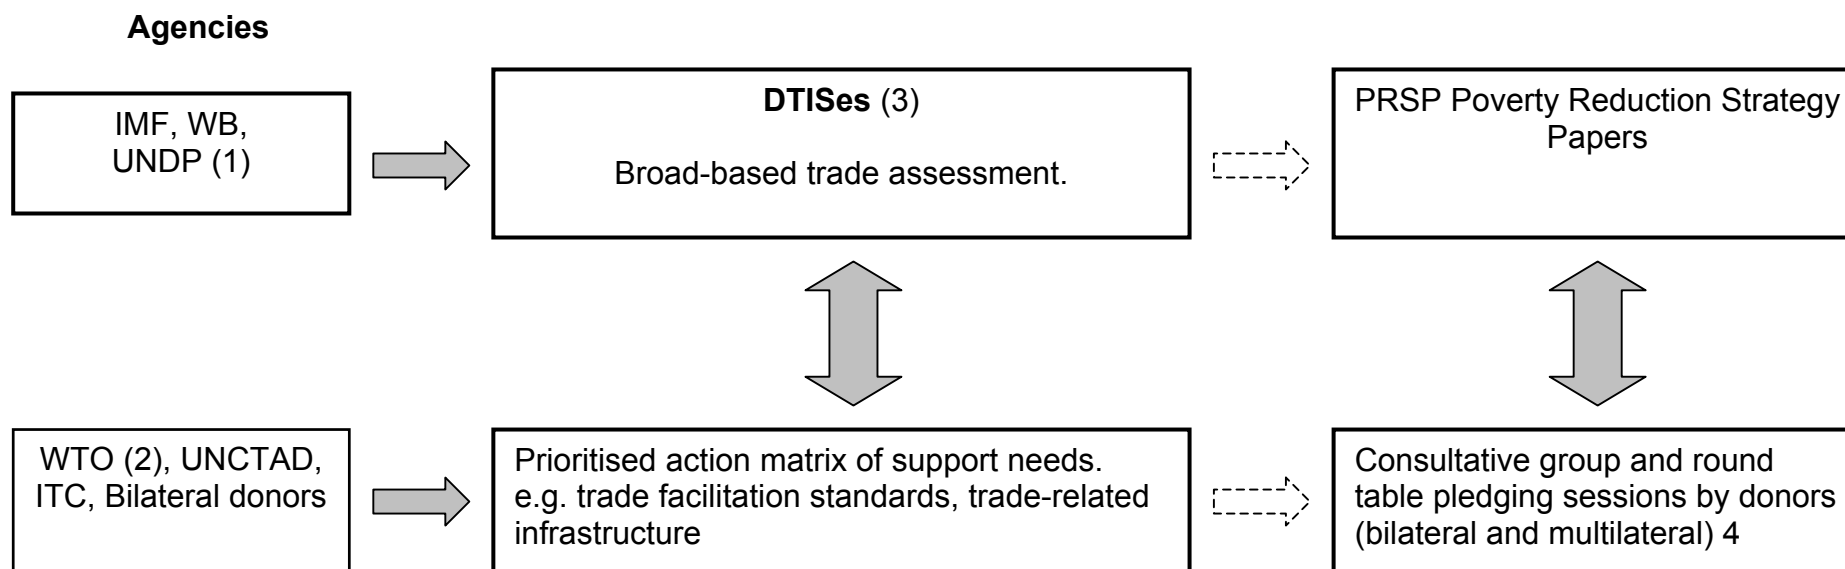 Agencies
IMF, WB,
UNDP (1)
DTISes (3)
Broad-based trade assessment.
PRSP Poverty Reduction Strategy
Papers
WTO (2), UNCTAD,
ITC, Bilateral donors
Prioritised action matrix of support needs.
e.g. trade facilitation standards, trade-related
infrastructure
Consultative group and round
table pledging sessions by donors
(bilateral and multilateral) 4